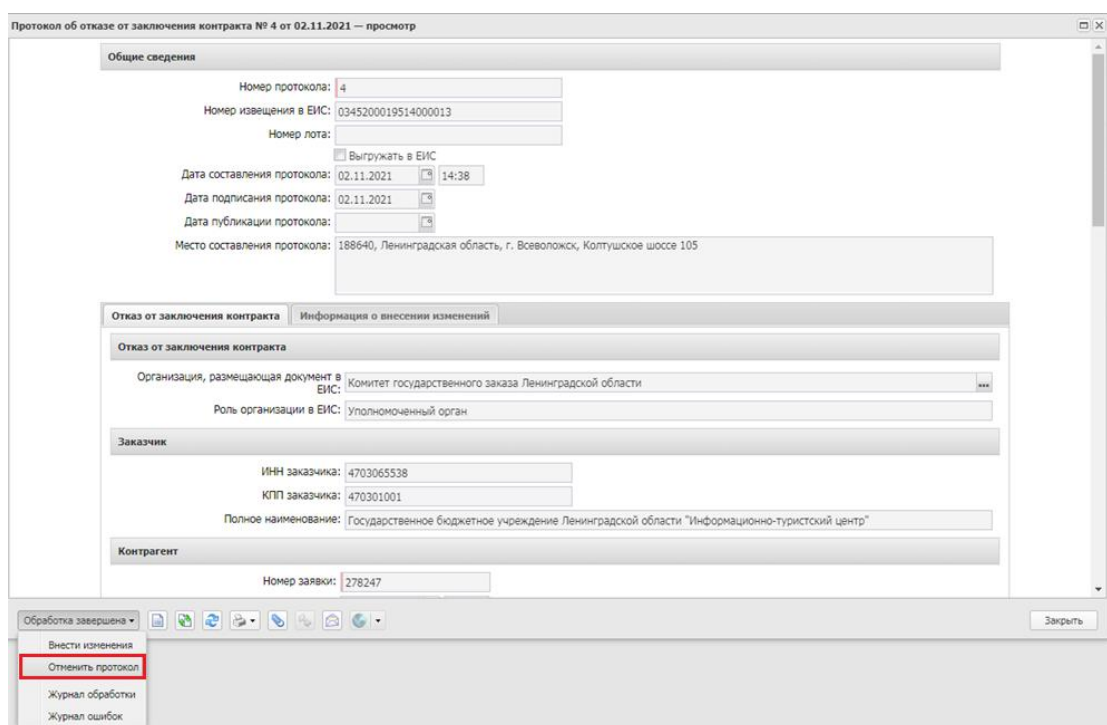 Протокол об отказе от заключения контракта № 4 от 02.11.2021 — просмотр
Общие сведения
Номер протокола: 4
Номер извещения в ЕИС: 0345200019514000013
Номер лота:
Выгружать в ЕИС
Дата составления протокола: 02.11.2021 14:38
Дата подписания протокола: 02.11.2021
Дата публикации протокола:
Место составления протокола: 188640, Ленинградская область, г. Всеволожск, Колтушское шоссе 105
Отказ от заключения контракта Информация о внесении изменений
Отказ от заключения контракта
Организация, размещающая документ в
ЕИС: Комитет государственного заказа Ленинградской области ...
Роль организации в ЕИС: Уполномоченный орган
Заказчик
ИНН заказчика: 4703065538
КПП заказчика: 470301001
Полное наименование: Государственное бюджетное учреждение Ленинградской области "Информационно-туристский центр"
Контрагент
Номер заявки: 278247
Обработка завершена Закрыть
Внести изменения
Отменить протокол
Журнал обработки
Журнал ошибок